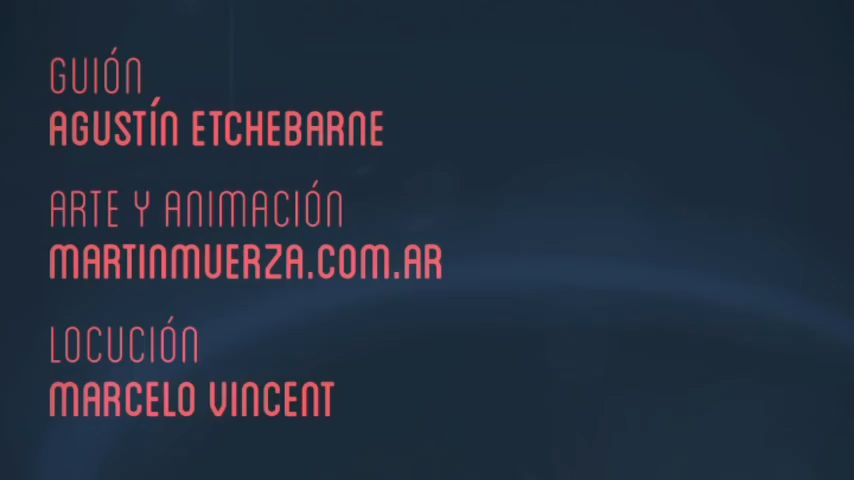 GUIÓN
AGUSTÍN ETCHEBARNE
ARTE Y ANIMACIÓN
MARTINMUERZA.COM.AR
LOCUCIÓN
MARCELO VINCENT